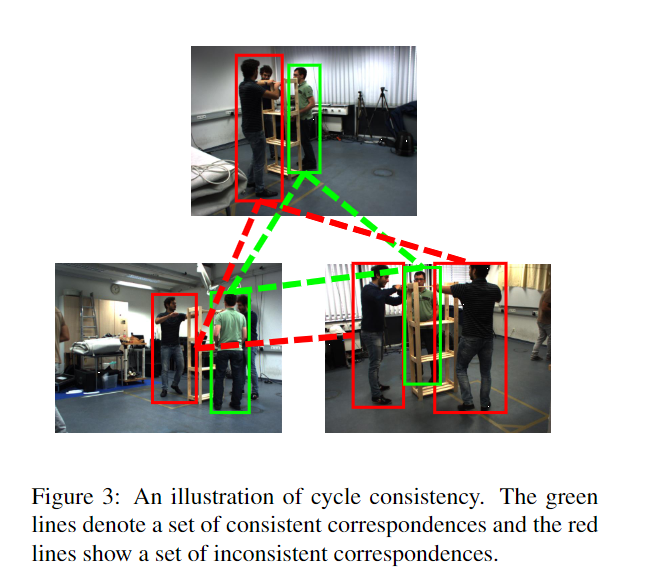 Figure 3: An illustration of cycle consistency. The green
lines denote a set of consistent correspondences and the red
lines show a set of inconsistent correspondences.